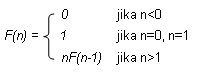 0 jika n<0
F(n) = 1 jika n=0, n=1
nF(n-1) jika n>1